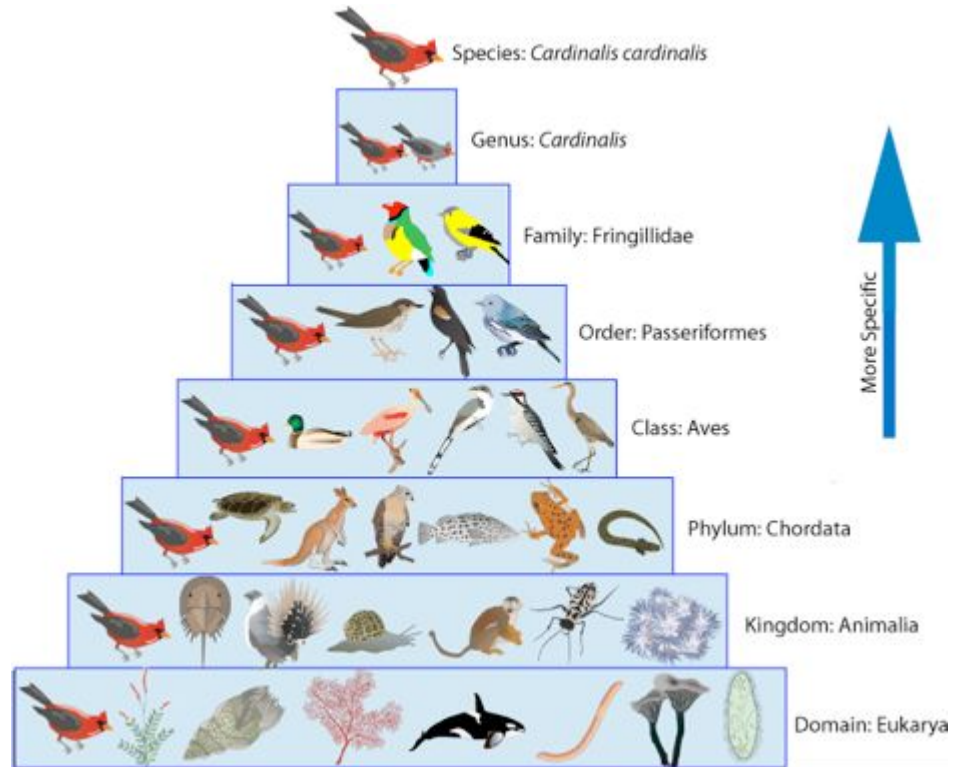 Species: Cardinalis cardinalis
Genus: Cardinalis
Family: Fringillidae
Order: Passeriformes
Class: Aves
Phylum: Chordata
Kingdom: Animalia
Domain: Eukarya
More Specific